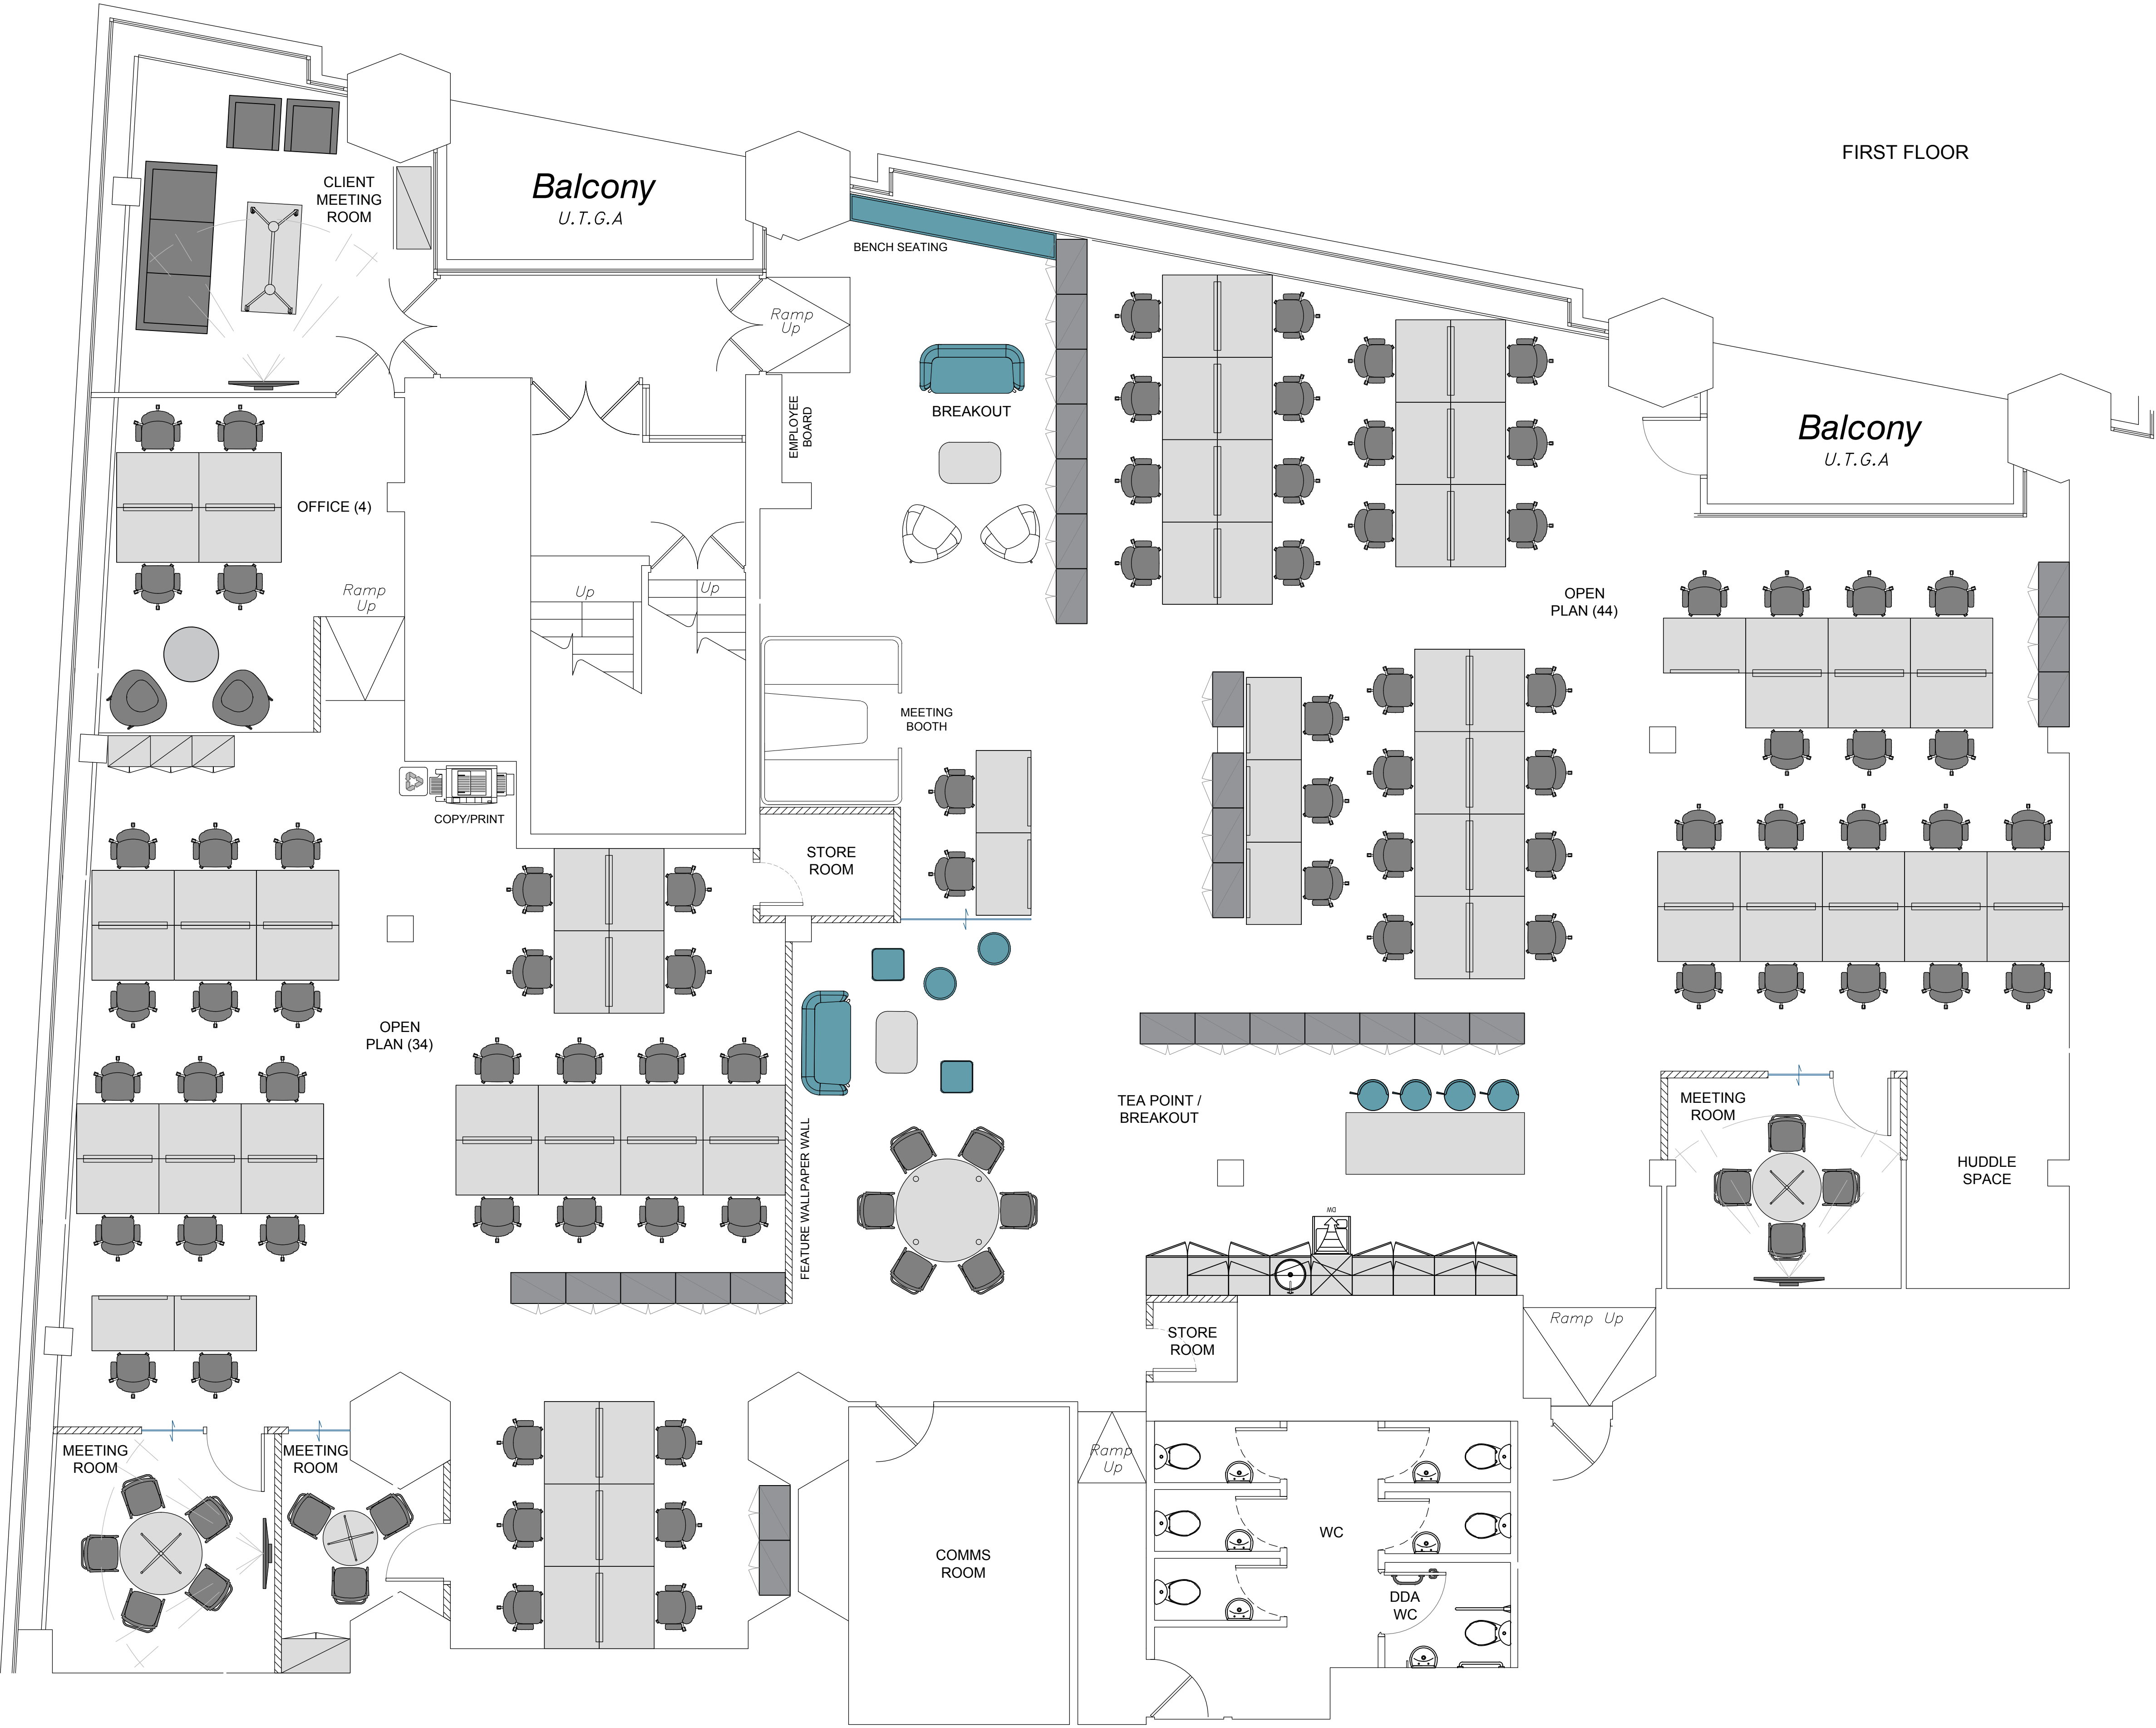 FIRST FLOOR
CLIENT
MEETING
ROOM
Balcony
U.T.G.A
BENCH SEATING
Ramp
Up
BREAKOUT
EMPLOYEE
BOARD
Balcony
U.T.G.A
OFFICE (4)
Ramp
Up
Up
Up
OPEN
PLAN (44)
MEETING
BOOTH
COPY/PRINT
STORE
ROOM
OPEN
PLAN (34)
FEATURE WALLPAPER WALL
TEA POINT /
BREAKOUT
MEETING
ROOM
HUDDLE
SPACE
DW
STORE
ROOM
Ramp Up
MEETING
ROOM
MEETING
ROOM
Ramp
Up
COMMS
ROOM
WC
DDA
WC